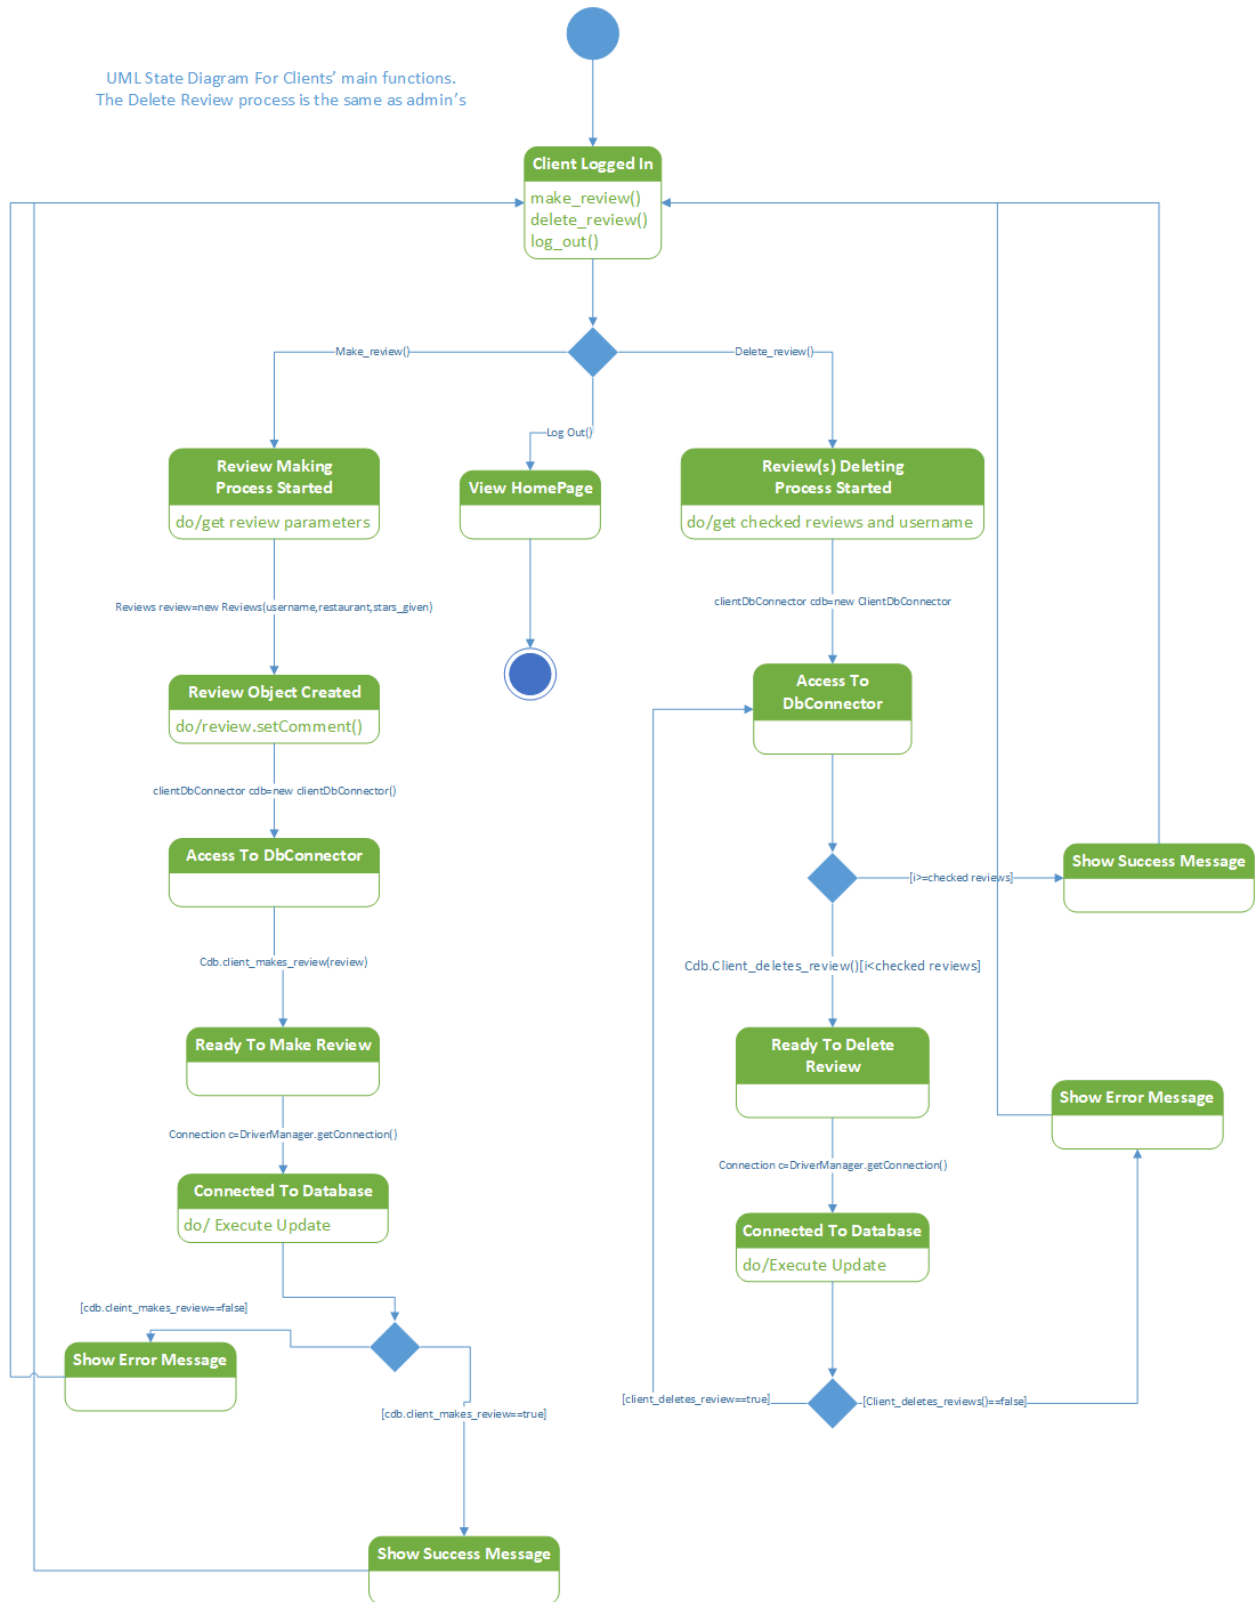 UML State Diagram For Clients' main functions.
The Delete Review process is the same as admin's
Client Logged In
make_review()
delete_review()
log_out()
Make_review()
Delete_review()
Log Out()
Review Making
Process Started
do/get review parameters
View HomePage
Review(s) Deleting
Process Started
do/get checked reviews and username
Reviews review=new Reviews(username,restaurant,stars_given)
clientDbConnector cdb=new ClientDbConnector
Review Object Created
do/review.setComment()
Access To
DbConnector
clientDbConnector cdb=new clientDbConnector()
Access To DbConnector
[i>=checked reviews]
Show Success Message
Cdb.client_makes_review(review)
Cdb.Client_deletes_review()[i<checked reviews]
Ready To Make Review
Ready To Delete
Review
Show Error Message
Connection c=DriverManager.getConnection()
Connection c=DriverManager.getConnection()
Connected To Database
do/ Execute Update
Connected To Database
do/Execute Update
[cdb.cleint_makes_review==false]
Show Error Message
[cdb.client_makes_review==true]
[client_deletes_review==true]
[Client_deletes_reviews()==false]
Show Success Message